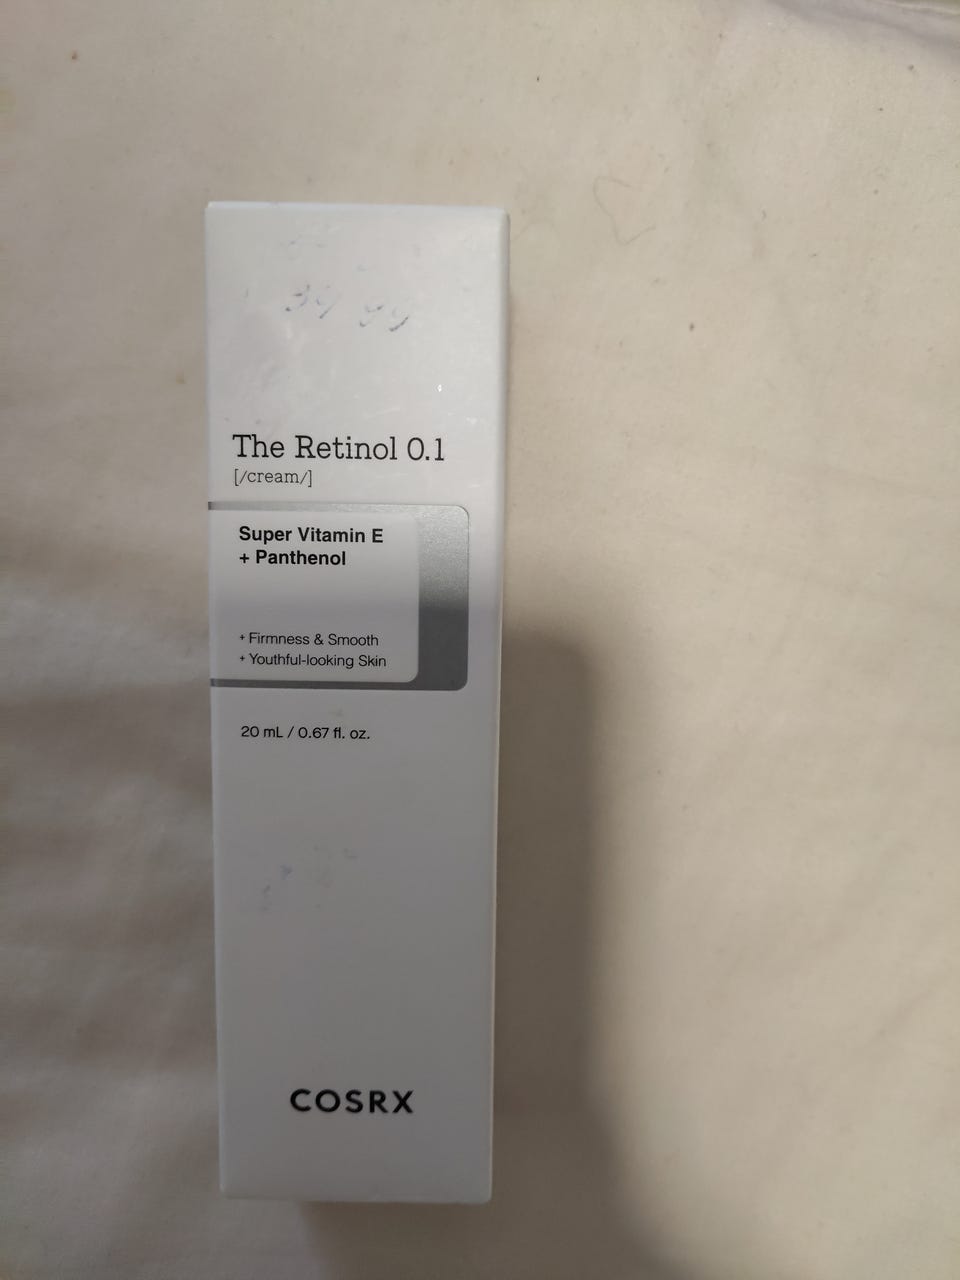 The Retinol 0.1
[/cream/]
Super Vitamin E
+ Panthenol
+ Firmness & Smooth
+ Youthful-looking Skin
20 mL / 0.67 fl. oz.
COSRX